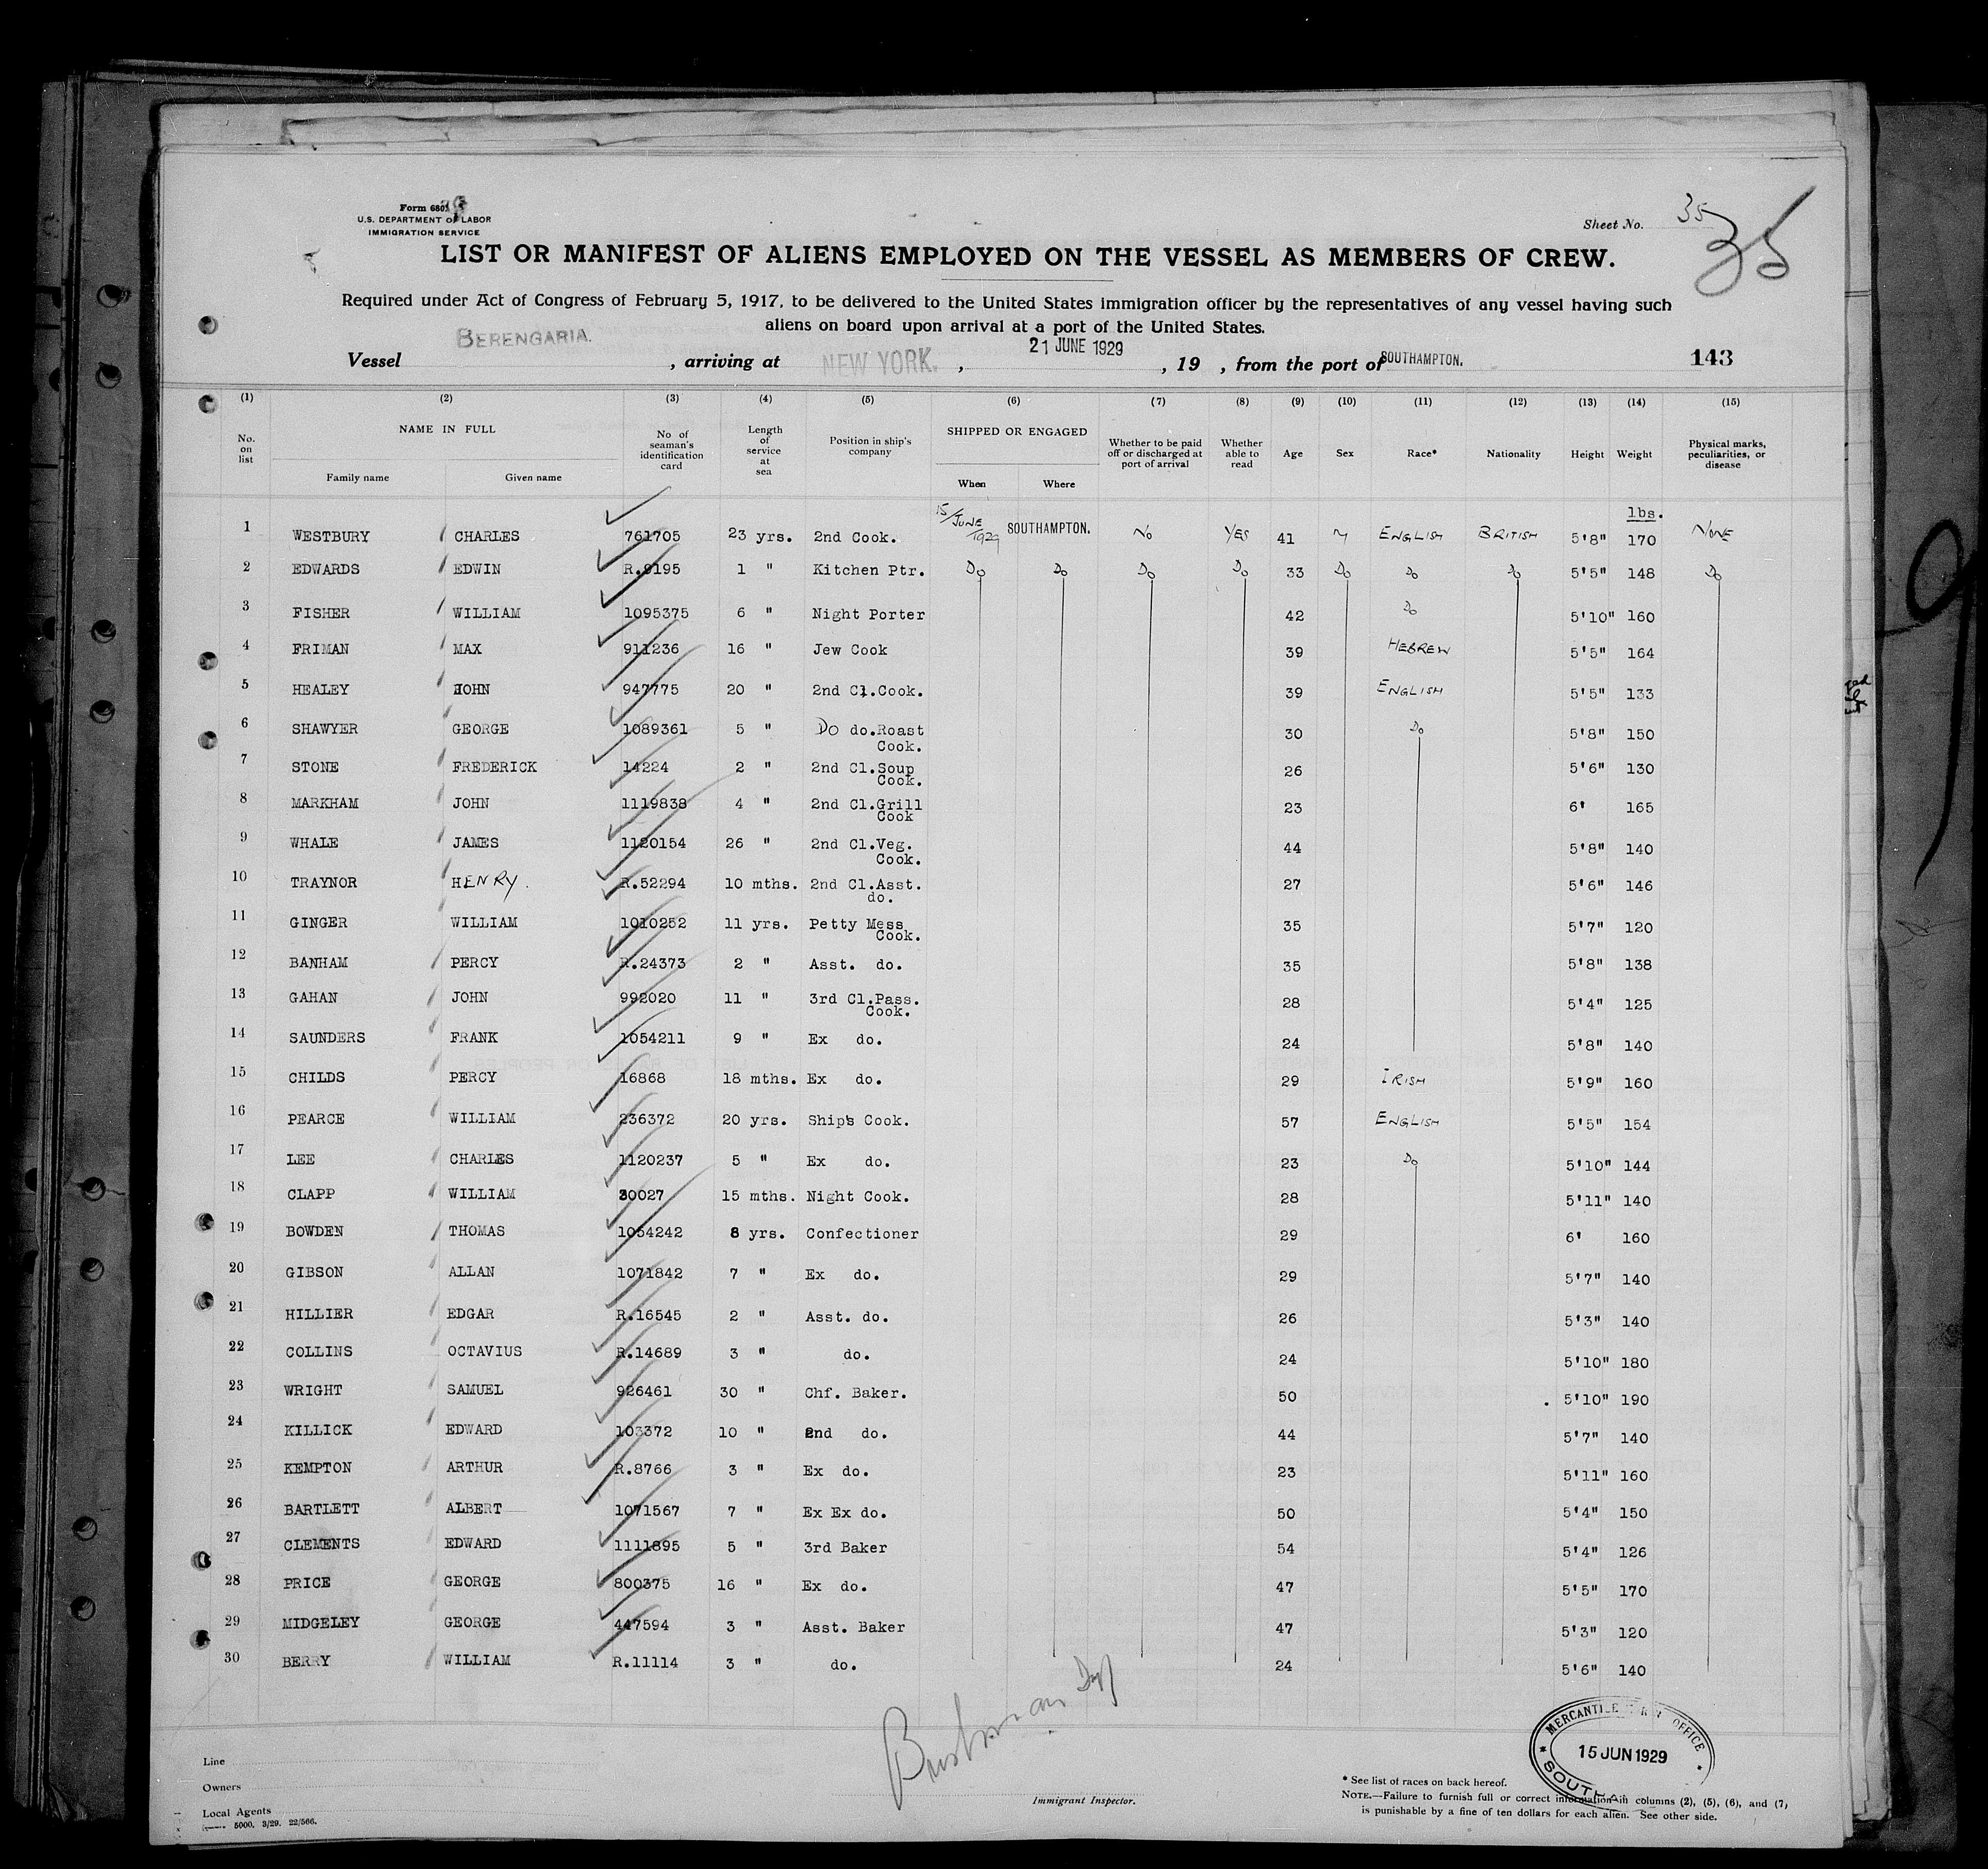 Form 680
U.S. DEPARTMENT OF LABOR
IMMIGRATION SERVICE
Sheet No. 35
35
LIST OR MANIFEST OF ALIENS EMPLOYED ON THE VESSEL AS MEMBERS OF CREW.
Required under Act of Congress of February 5, 1917, to be delivered to the United States immigration officer by the representatives of any vessel having such
aliens on board upon arrival at a port of the United States.
Vessel BERENGARIA. , arriving at NEW YORK. , 21 JUNE 1929 , 19 , from the port of SOUTHAMPTON. 143
(1) (2) (3) (4) (5) (6) (7) (8) (9) (10) (11) (12) (13) (14) (15)
No. on list NAME IN FULL Family name Given name No of seaman's identification card Length of service at sea Position in ship's company SHIPPED OR ENGAGED When Where Whether to be paid off or discharged at port of arrival Whether able to read Age Sex Race* Nationality Height Weight Physical marks, peculiarities, or disease
lbs.
1 WESTBURY CHARLES 761705 23 yrs. 2nd Cook. 15/JUNE/1929 SOUTHAMPTON. No YES 41 M ENGLISH BRITISH 5'8" 170 NONE
2 EDWARDS EDWIN R.9195 1 " Kitchen Ptr. Do Do Do Do 33 Do Do Do 5'5" 148 Do
3 FISHER WILLIAM 1095375 6 " Night Porter 42 Do 5'10" 160
4 FRIMAN MAX 911236 16 " Jew Cook 39 HEBREW 5'5" 164
5 HEALEY JOHN 947775 20 " 2nd Cl.Cook. 39 ENGLISH 5'5" 133
6 SHAWYER GEORGE 1089361 5 " Do do.Roast Cook. 30 Do 5'8" 150
7 STONE FREDERICK 14224 2 " 2nd Cl.Soup Cook. 26 5'6" 130
8 MARKHAM JOHN 1119838 4 " 2nd Cl.Grill Cook 23 6' 165
9 WHALE JAMES 1120154 26 " 2nd Cl.Veg. Cook. 44 5'8" 140
10 TRAYNOR HENRY. R.52294 10 mths. 2nd Cl.Asst. do. 27 5'6" 146
11 GINGER WILLIAM 1010252 11 yrs. Petty Mess Cook. 35 5'7" 120
12 BANHAM PERCY R.24373 2 " Asst. do. 35 5'8" 138
13 GAHAN JOHN 992020 11 " 3rd Cl.Pass. Cook. 28 5'4" 125
14 SAUNDERS FRANK 1054211 9 " Ex do. 24 5'8" 140
15 CHILDS PERCY 16868 18 mths. Ex do. 29 IRISH 5'9" 160
16 PEARCE WILLIAM 236372 20 yrs. Ship's Cook. 57 ENGLISH 5'5" 154
17 LEE CHARLES 1120237 5 " Ex do. 23 Do 5'10" 144
18 CLAPP WILLIAM 30027 15 mths. Night Cook. 28 5'11" 140
19 BOWDEN THOMAS 1054242 8 yrs. Confectioner 29 6' 160
20 GIBSON ALLAN 1071842 7 " Ex do. 29 5'7" 140
21 HILLIER EDGAR R.16545 2 " Asst. do. 26 5'3" 140
22 COLLINS OCTAVIUS R.14689 3 " do. 24 5'10" 180
23 WRIGHT SAMUEL 926461 30 " Chf. Baker. 50 5'10" 190
24 KILLICK EDWARD 103372 10 " 2nd do. 44 5'7" 140
25 KEMPTON ARTHUR R.8766 3 " Ex do. 23 5'11" 160
26 BARTLETT ALBERT 1071567 7 " Ex Ex do. 50 5'4" 150
27 CLEMENTS EDWARD 1111895 5 " 3rd Baker 54 5'4" 126
28 PRICE GEORGE 800375 16 " Ex do. 47 5'5" 170
29 MIDGELEY GEORGE 447594 3 " Asst. Baker 47 5'3" 120
30 BERRY WILLIAM R.11114 3 " do. 24 5'6" 140
Line
Owners
Local Agents
5000, 3/29. 22/566.
Immigrant Inspector.
MERCANTILE OFFICE
15 JUN 1929
* See list of races on back hereof.
NOTE.—Failure to furnish full or correct information in columns (2), (5), (6), and (7),
is punishable by a fine of ten dollars for each alien. See other side.